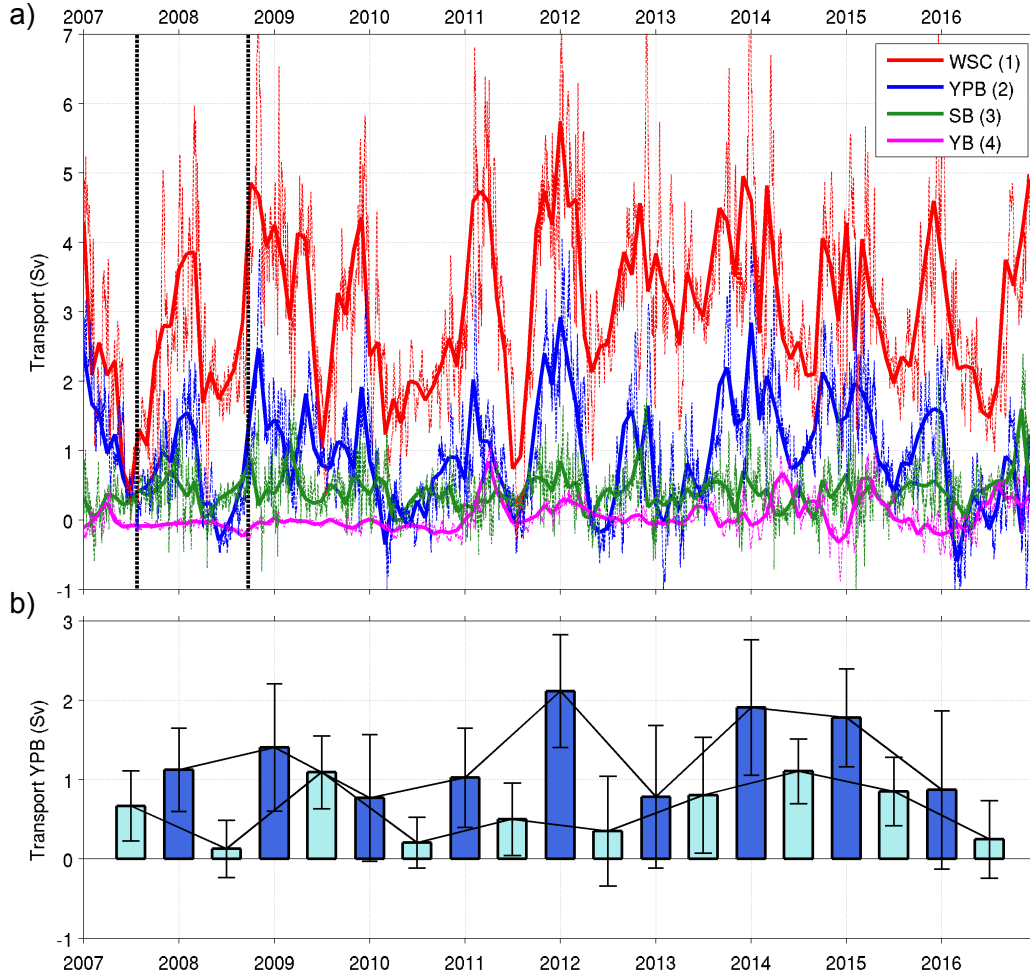 a)
2007 2008 2009 2010 2011 2012 2013 2014 2015 2016
7
6
5
4
3
2
1
0
-1
Transport (Sv)
WSC (1)
YPB (2)
SB (3)
YB (4)
b)
3
2
1
0
-1
Transport YPB (Sv)
2007 2008 2009 2010 2011 2012 2013 2014 2015 2016